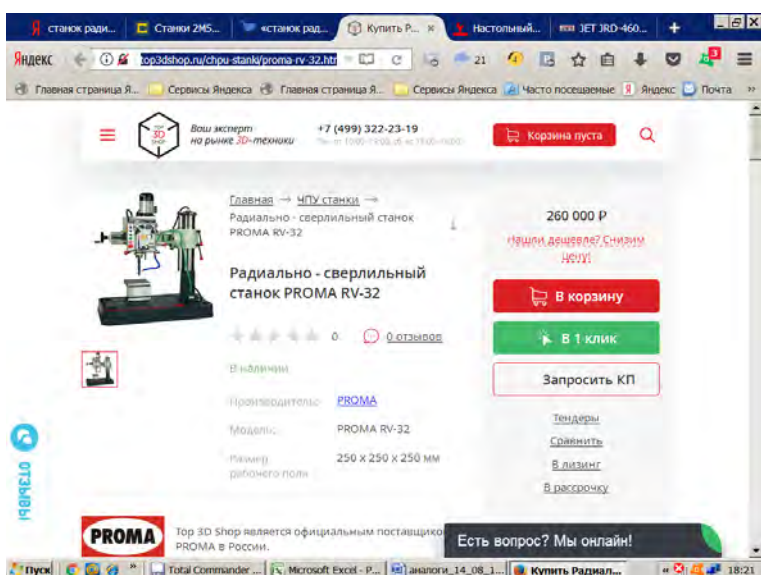 станок ради...
Станки 2М5...
«станок рад...
Купить Р...
Настольный...
JET JRD-460...
Яндекс
top3dshop.ru/chpu-stanki/proma-rv-32.htm
21
3
Главная страница Я...
Сервисы Яндекса
Главная страница Я...
Сервисы Яндекса
Часто посещаемые
Яндекс
Почта
TOP
3D
SHOP
Ваш эксперт
на рынке 3D-техники
+7 (499) 322-23-19
Корзина пуста
Главная → ЧПУ станки →
Радиально - сверлильный станок
PROMA RV-32
Радиально - сверлильный
станок PROMA RV-32
0
0 отзывов
В наличии
Производитель:
PROMA
Модель:
PROMA RV-32
Размер
рабочего поля
250 x 250 x 250 мм
260 000 Р
Нашли дешевле? Снизим
цену!
В корзину
В 1 клик
Запросить КП
Тендеры
Сравнить
В лизинг
В рассрочку
ОТЗЫВЫ
PROMA
Top 3D Shop является официальным поставщико
PROMA в России.
Есть вопрос? Мы онлайн!
Пуск
Total Commander ...
Microsoft Excel - Р...
аналоги_14_08_1...
Купить Радиал...
18:21